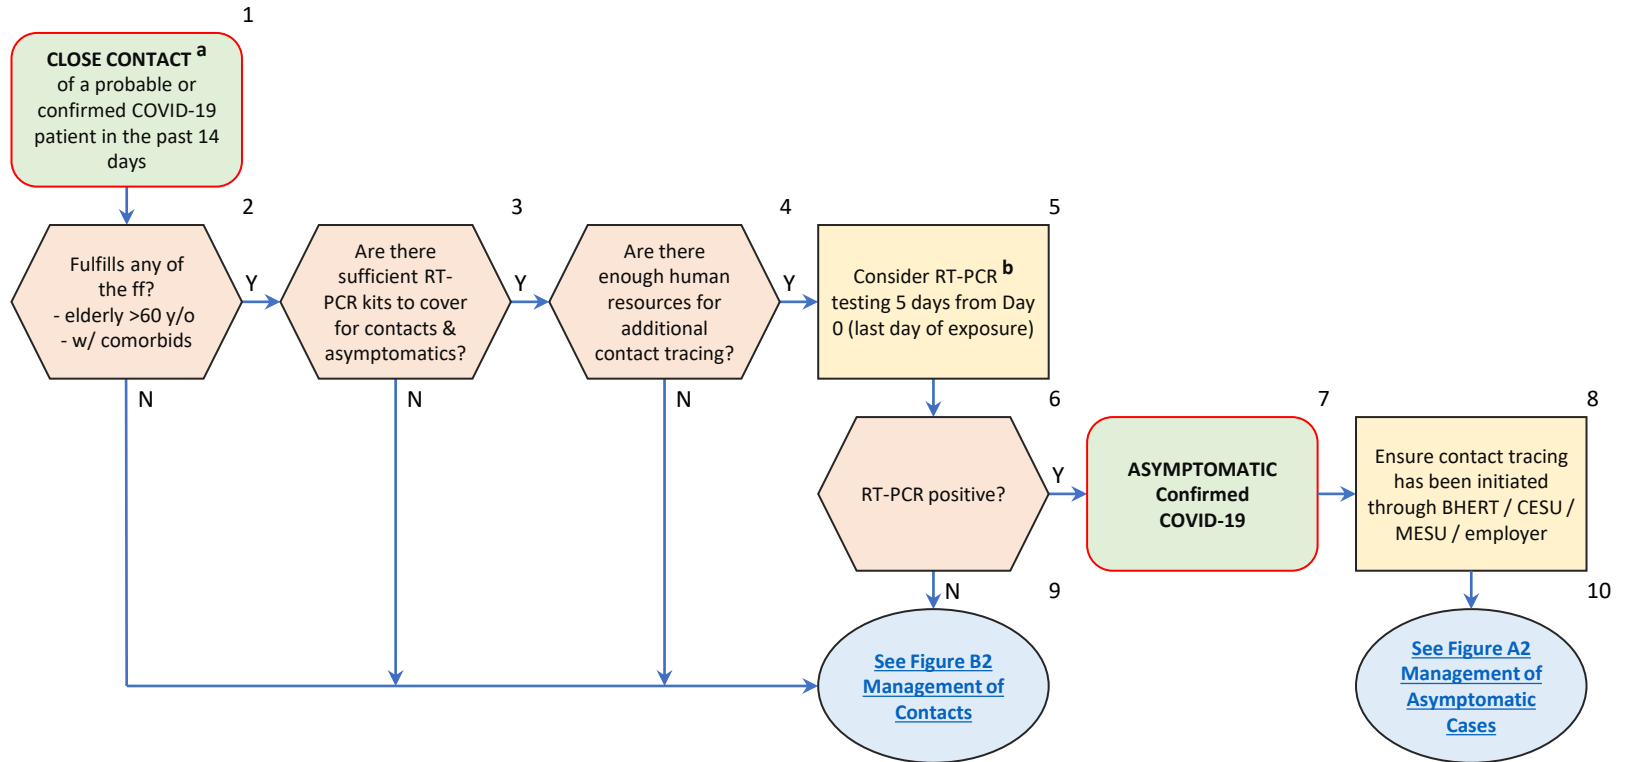 1
CLOSE CONTACT a
of a probable or
confirmed COVID-19
patient in the past 14
days
2
Fulfills any of
the ff?
- elderly >60 y/o
- w/ comorbids
Y
N
3
Are there
sufficient RT-
PCR kits to cover
for contacts &
asymptomatics?
Y
N
4
Are there
enough human
resources for
additional
contact tracing?
Y
N
5
Consider RT-PCR b
testing 5 days from Day
0 (last day of exposure)
6
RT-PCR positive?
Y
N
7
ASYMPTOMATIC
Confirmed
COVID-19
8
Ensure contact tracing
has been initiated
through BHERT / CESU /
MESU / employer
9
See Figure B2
Management of
Contacts
10
See Figure A2
Management of
Asymptomatic
Cases